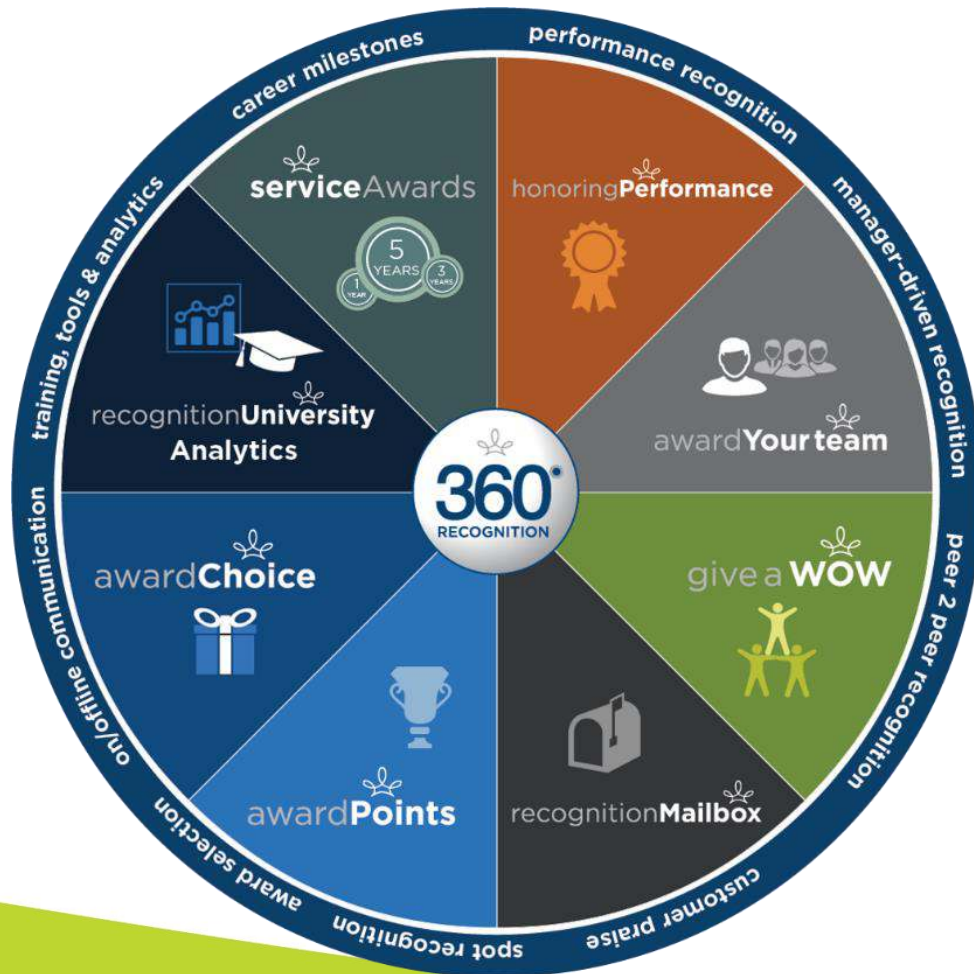 career milestones
performance recognition
manager-driven recognition
peer 2 peer recognition
customer praise
spot recognition
award selection
on/offline communication
training, tools & analytics
serviceAwards
5
YEARS
1
YEAR
3
YEARS
honoringPerformance
awardYourteam
give a WOW
recognitionMailbox
awardPoints
awardChoice
recognitionUniversity
Analytics
360°
RECOGNITION